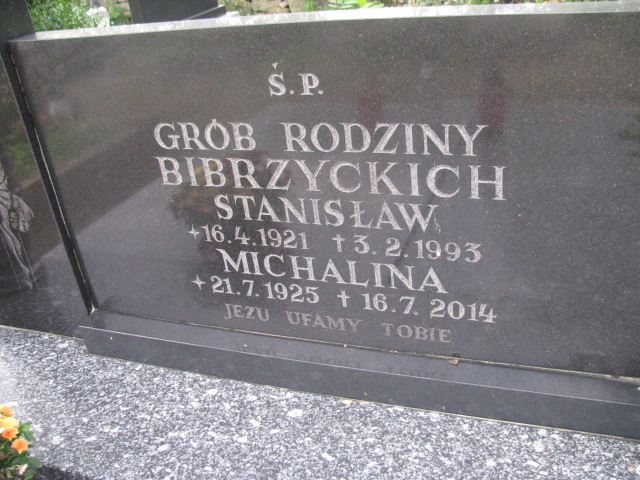 Ś.P.
GRÓB RODZINY
BIBRZYCKICH
STANISŁAW
+16.4.1921 ✝3.2.1993
MICHALINA
+21.7.1925 ✝16.7.2014
JEZU UFAMY TOBIE